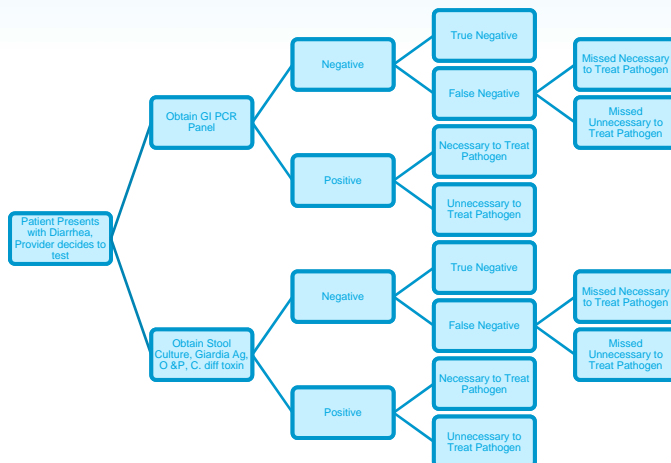 Patient Presents
with Diarrhea,
Provider decides to
test
Obtain GI PCR
Panel
Negative
True Negative
False Negative
Missed Necessary
to Treat Pathogen
Missed
Unnecessary to
Treat Pathogen
Positive
Necessary to Treat
Pathogen
Unnecessary to
Treat Pathogen
Obtain Stool
Culture, Giardia Ag,
O &P, C. diff toxin
Negative
True Negative
False Negative
Missed Necessary
to Treat Pathogen
Missed
Unnecessary to
Treat Pathogen
Positive
Necessary to Treat
Pathogen
Unnecessary to
Treat Pathogen